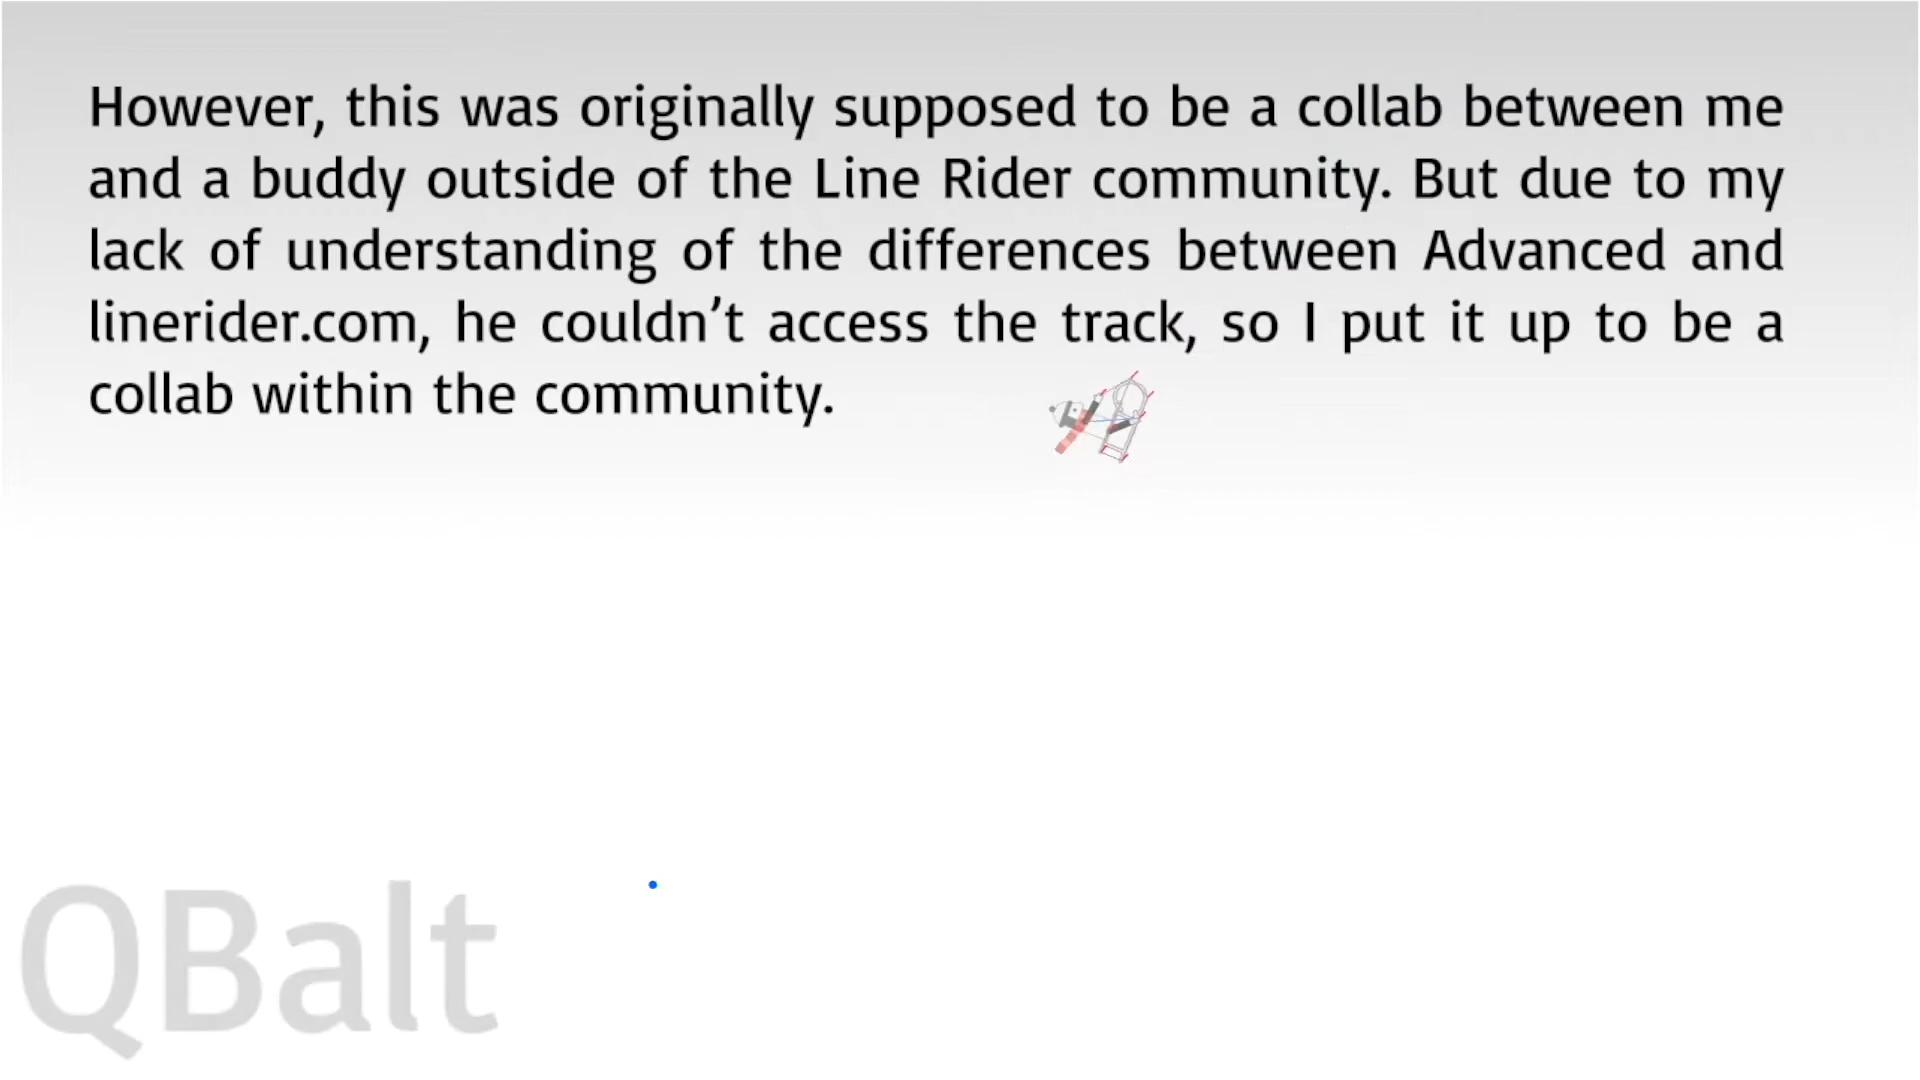 However, this was originally supposed to be a collab between me
and a buddy outside of the Line Rider community. But due to my
lack of understanding of the differences between Advanced and
linerider.com, he couldn’t access the track, so I put it up to be a
collab within the community.
QBalt